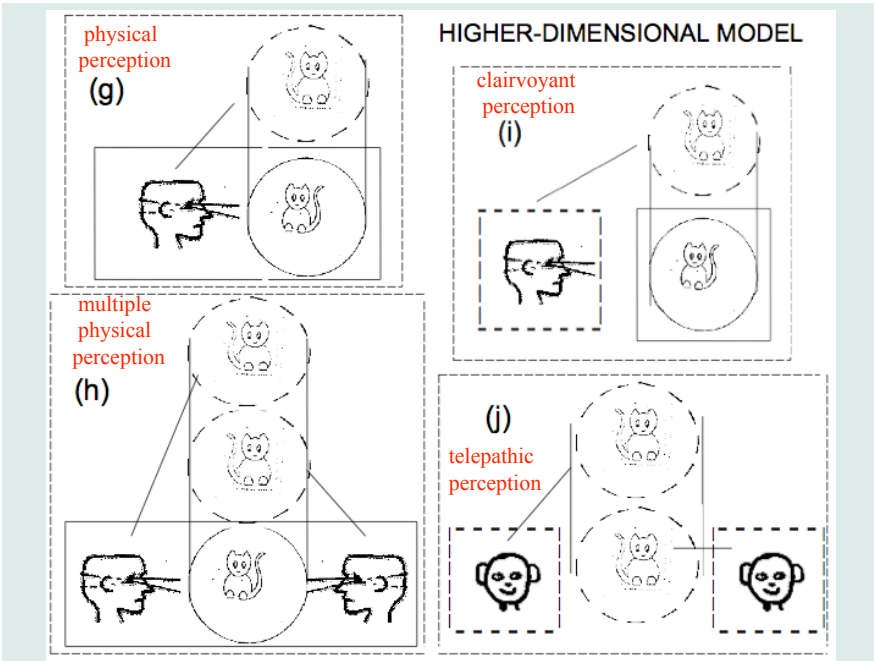 HIGHER-DIMENSIONAL MODEL
physical
perception
(g)
clairvoyant
perception
(i)
multiple
physical
perception
(h)
(j)
telepathic
perception